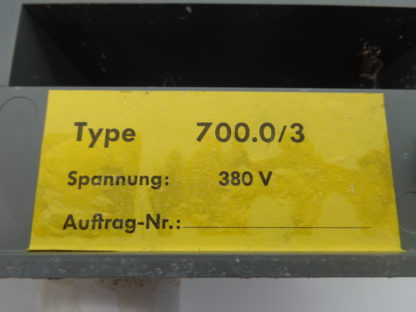 Type 700.0/3
Spannung: 380 V
Auftrag-Nr.: